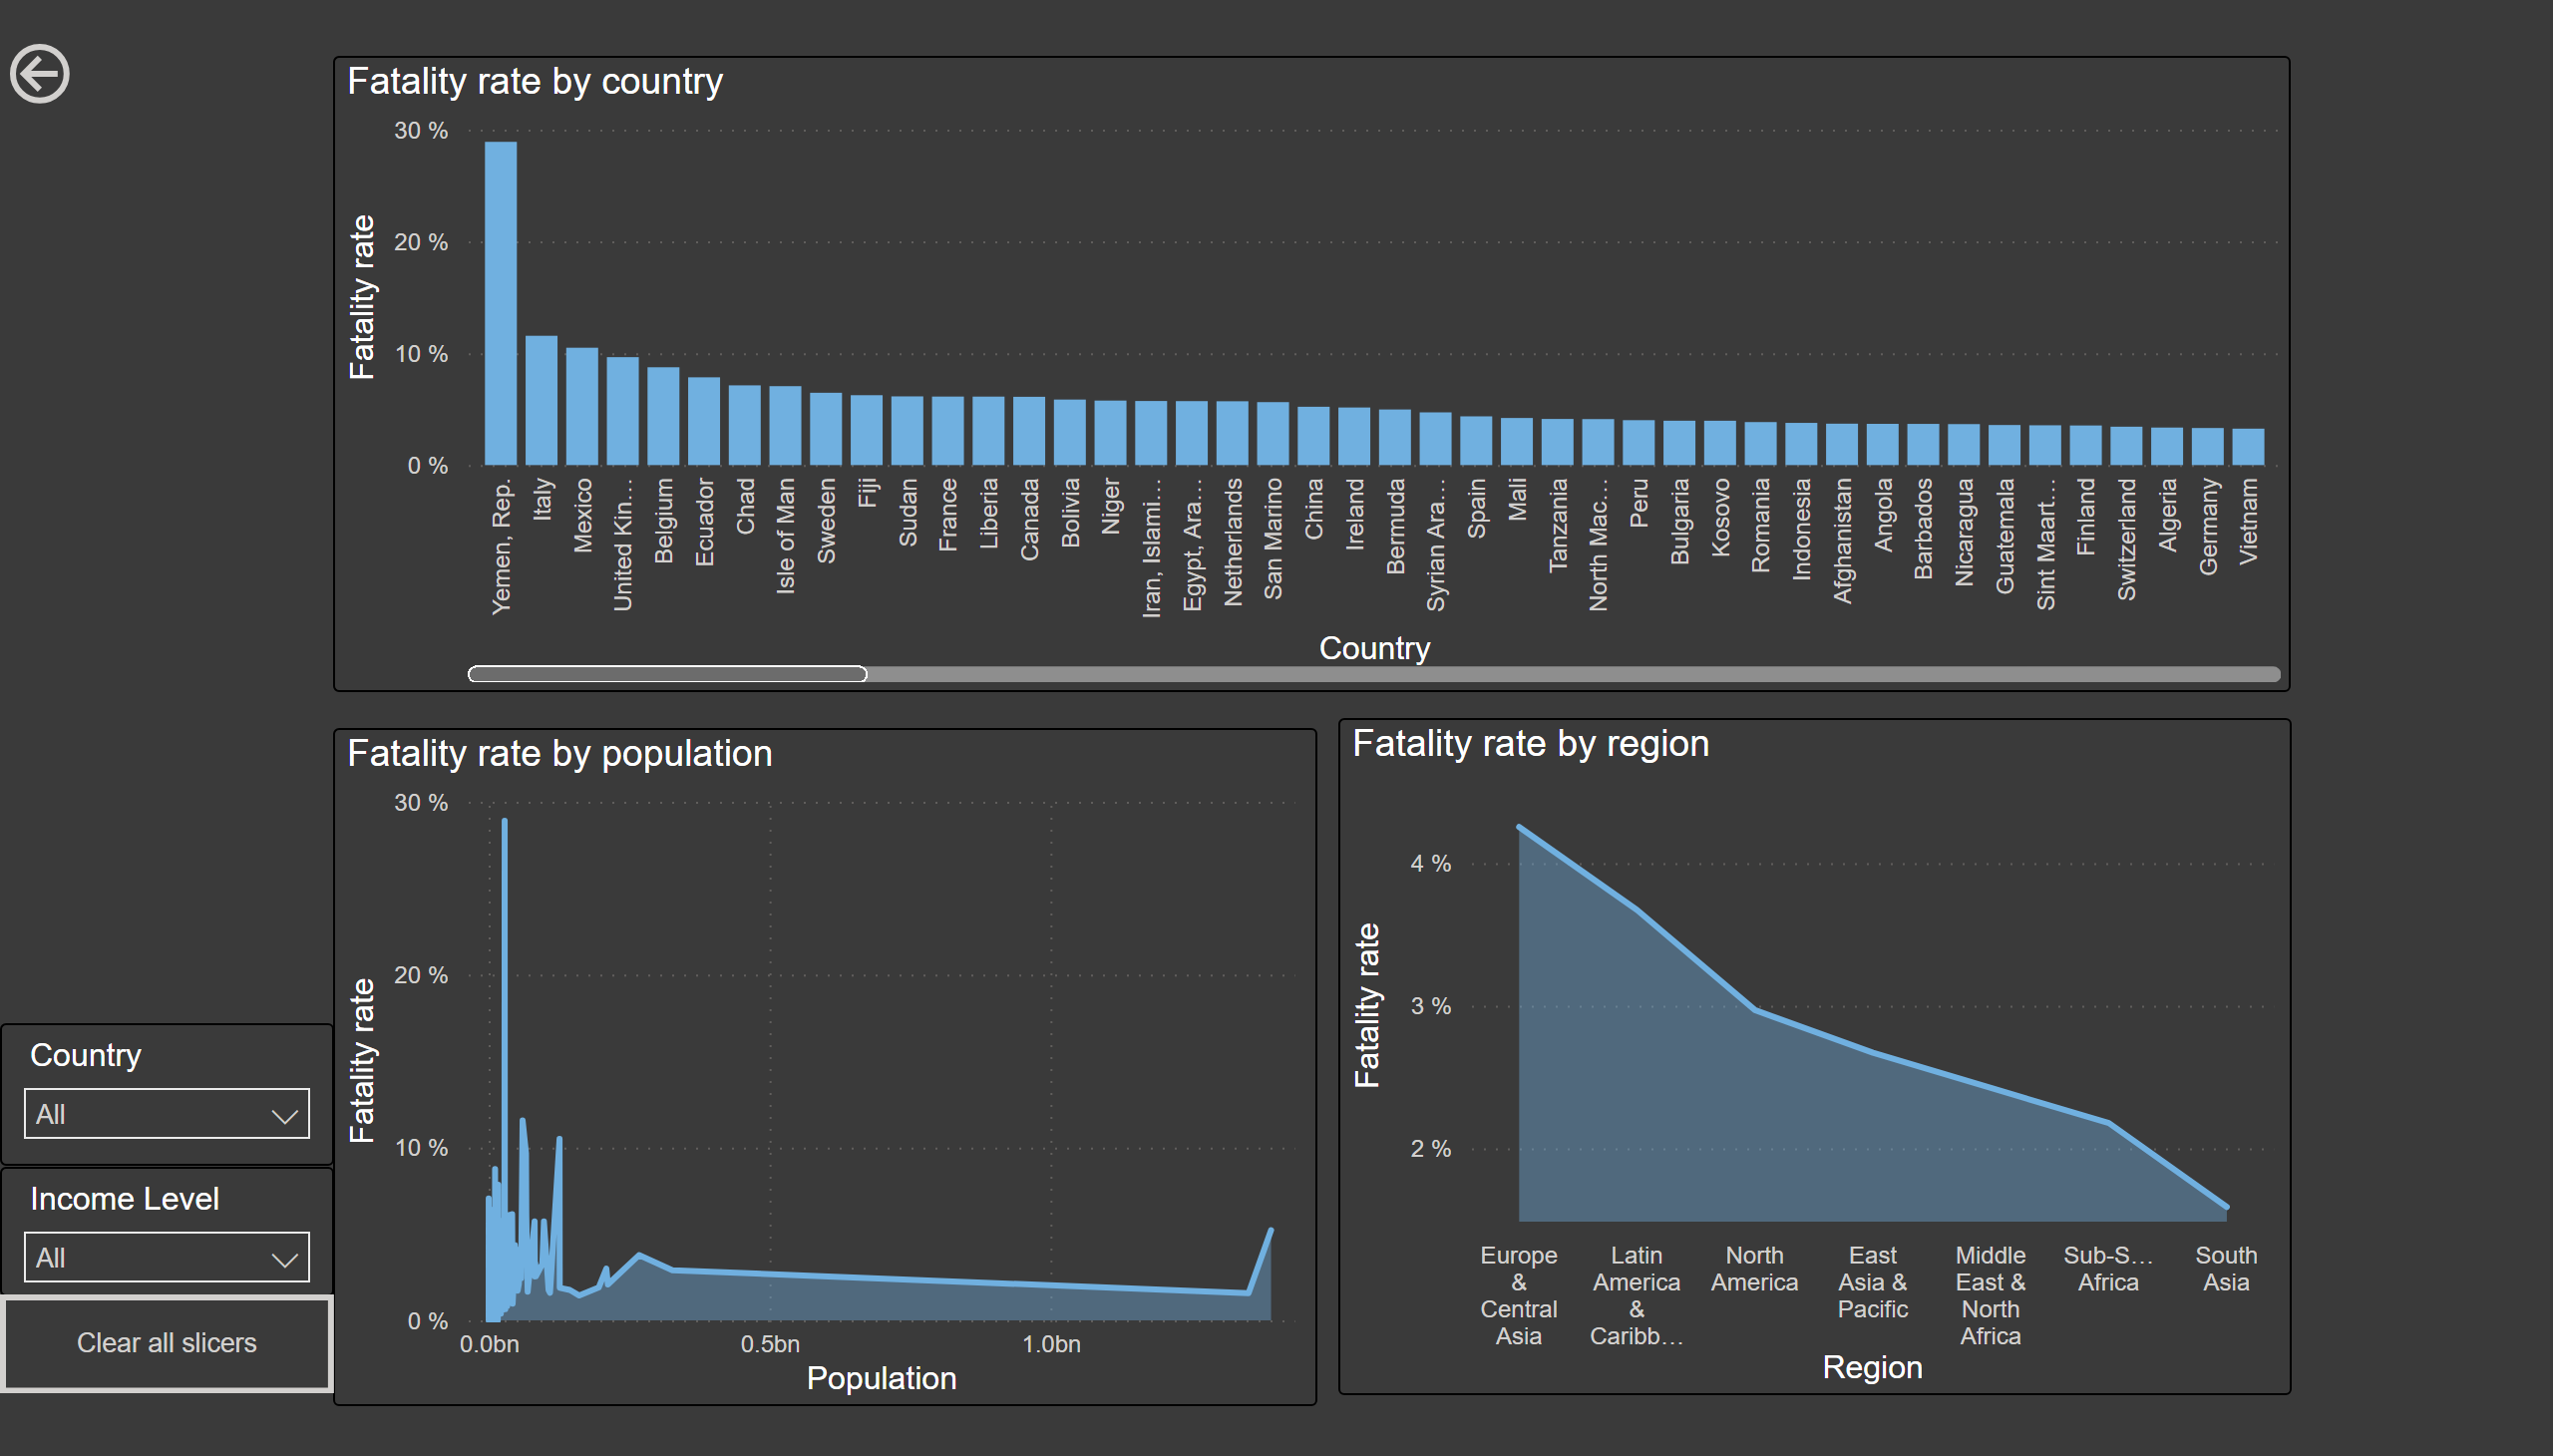 Fatality rate by country
Fatality rate
30 %
20 %
10 %
0 %
Yemen, Rep.
Italy
Mexico
United Kin...
Belgium
Ecuador
Chad
Isle of Man
Sweden
Fiji
Sudan
France
Liberia
Canada
Bolivia
Niger
Iran, Islami...
Egypt, Ara...
Netherlands
San Marino
China
Ireland
Bermuda
Syrian Ara...
Spain
Mali
Tanzania
North Mac...
Peru
Bulgaria
Kosovo
Romania
Indonesia
Afghanistan
Angola
Barbados
Nicaragua
Guatemala
Sint Maart...
Finland
Switzerland
Algeria
Germany
Vietnam
Country
Fatality rate by population
Fatality rate
30 %
20 %
10 %
0 %
0.0bn
0.5bn
1.0bn
Population
Fatality rate by region
Fatality rate
4 %
3 %
2 %
Europe
&
Central
Asia
Latin
America
&
Caribb...
North
America
East
Asia &
Pacific
Middle
East &
North
Africa
Sub-S...
Africa
South
Asia
Region
Country
All
Income Level
All
Clear all slicers